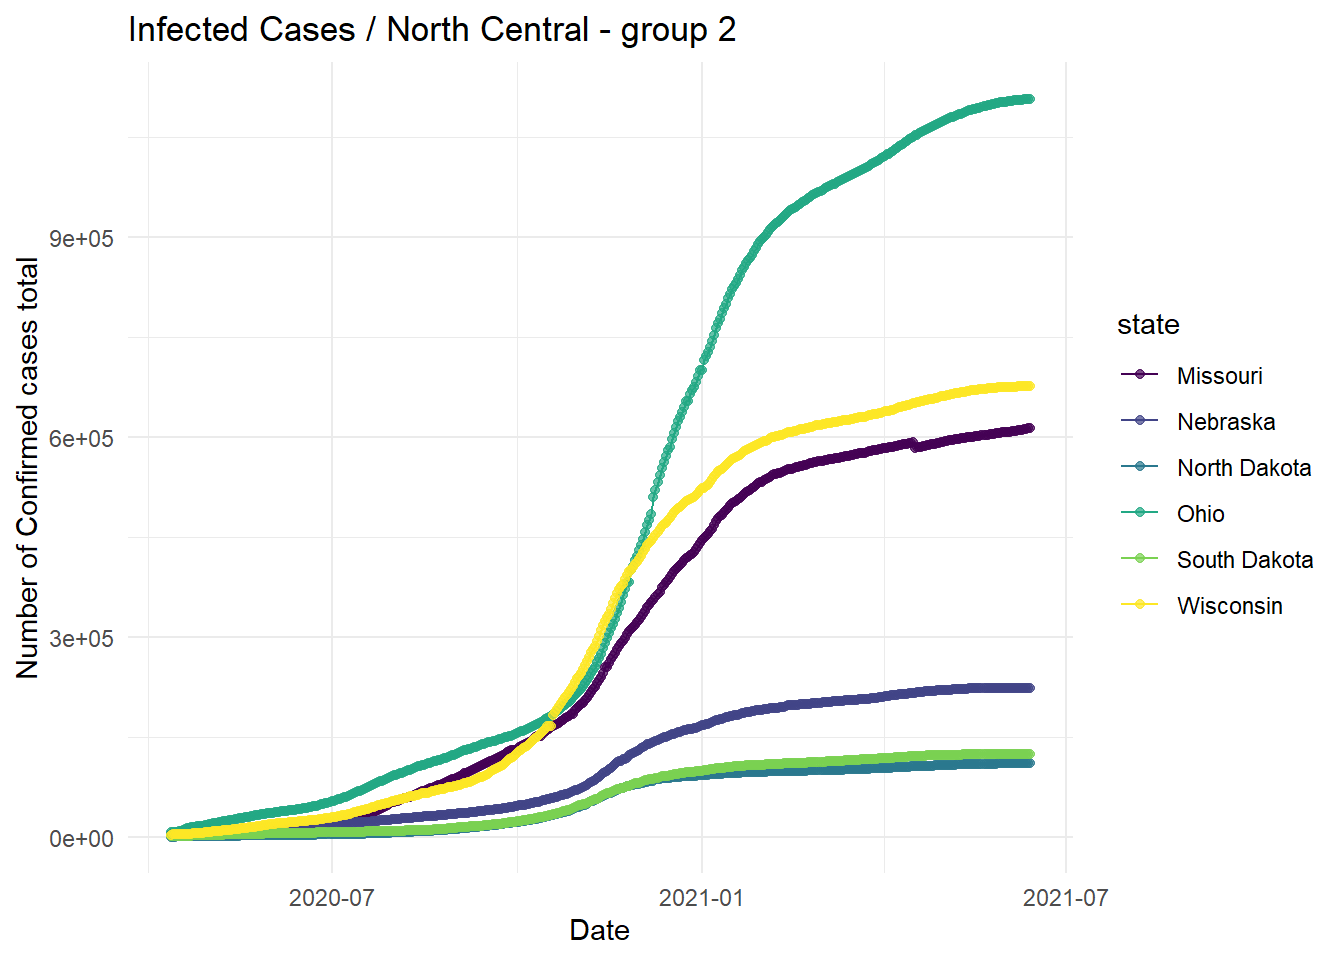 Infected Cases / North Central - group 2
Number of Confirmed cases total
9e+05
6e+05
3e+05
0e+00
2020-07
2021-01
2021-07
Date
state
Missouri
Nebraska
North Dakota
Ohio
South Dakota
Wisconsin